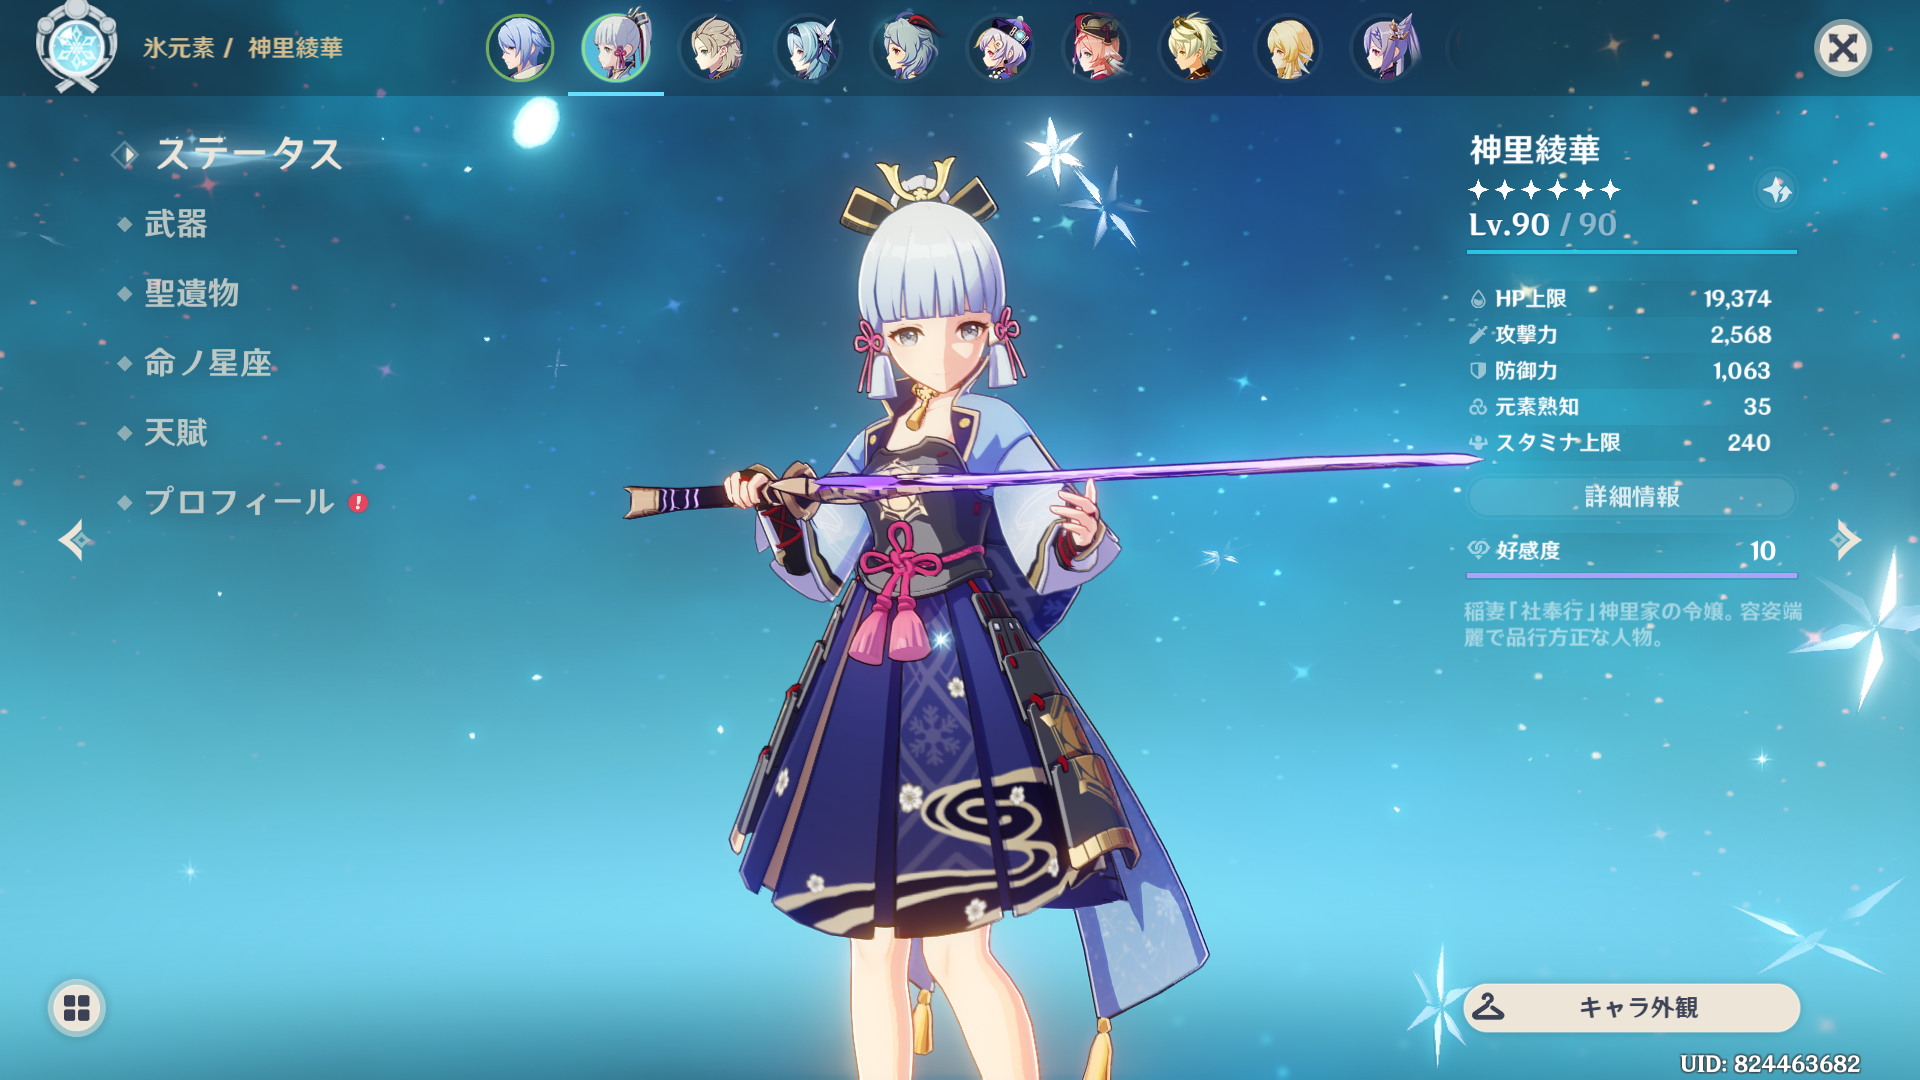 氷元素 / 神里綾華
ステータス
武器
聖遺物
命ノ星座
天賦
プロフィール
神里綾華
Lv.90 / 90
HP上限 19,374
攻撃力 2,568
防御力 1,063
元素熟知 35
スタミナ上限 240
詳細情報
好感度 10
稲妻「社奉行」神里家の令嬢。容姿端
麗で品行方正な人物。
キャラ外観
UID: 824463682